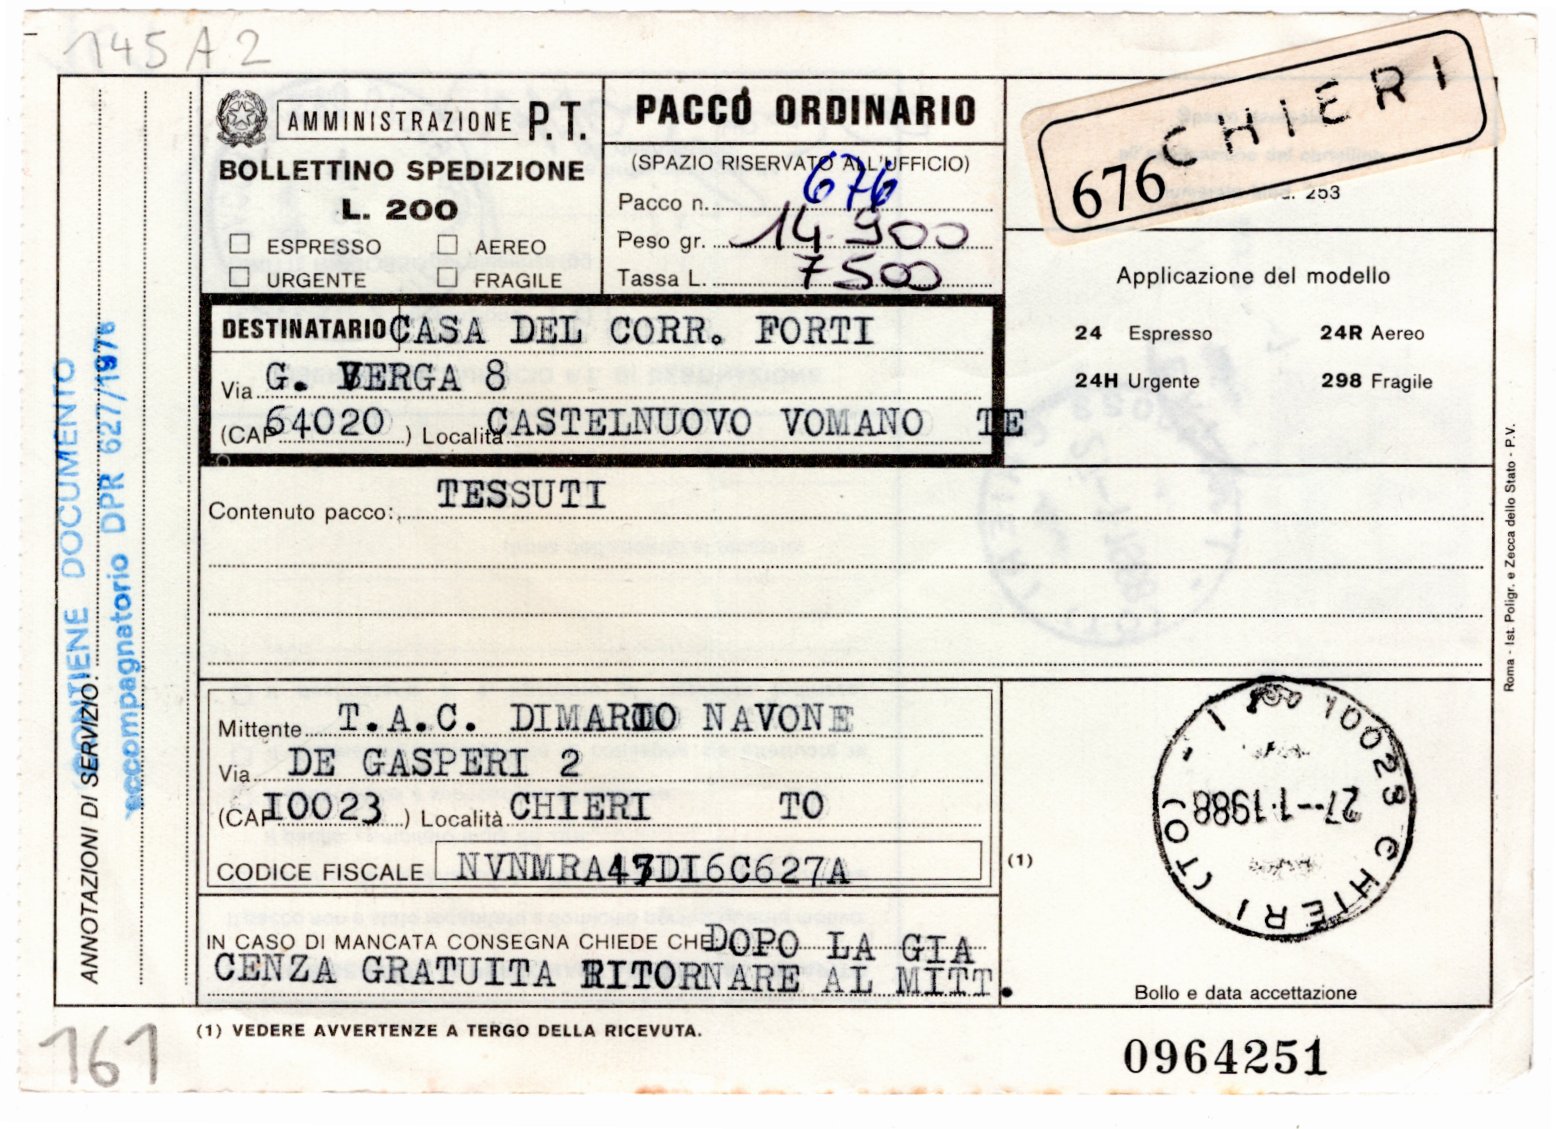 145 A 2
AMMINISTRAZIONE P.T.
BOLLETTINO SPEDIZIONE
L. 200
ESPRESSO AEREO
URGENTE FRAGILE
PACCO ORDINARIO
(SPAZIO RISERVATO ALL'UFFICIO)
Pacco n. 676
Peso gr. 14.900
Tassa L. 7500
676 CHIERI
253
Applicazione del modello
24 Espresso 24R Aereo
24H Urgente 298 Fragile
DESTINATARIO CASA DEL CORR. FORTI
Via G. VERGA 8
(CAP 64020 ) Località CASTELNUOVO VOMANO TE
Contenuto pacco: TESSUTI
Mittente T.A.C. DIMARIO NAVONE
Via DE GASPERI 2
(CAP I0023 ) Località CHIERI TO
CODICE FISCALE NVNMRA47DI6C627A
(1)
IN CASO DI MANCATA CONSEGNA CHIEDE CHE DOPO LA GIA
CENZA GRATUITA RITORNARE AL MITT.
10023 CHIERI (TO)
27-1-1988
Bollo e data accettazione
(1) VEDERE AVVERTENZE A TERGO DELLA RICEVUTA.
0964251
161
ANNOTAZIONI DI SERVIZIO:
CONTIENE DOCUMENTO
accompagnatorio DPR 627/1978
Roma - Ist. Poligr. e Zecca dello Stato - P.V.